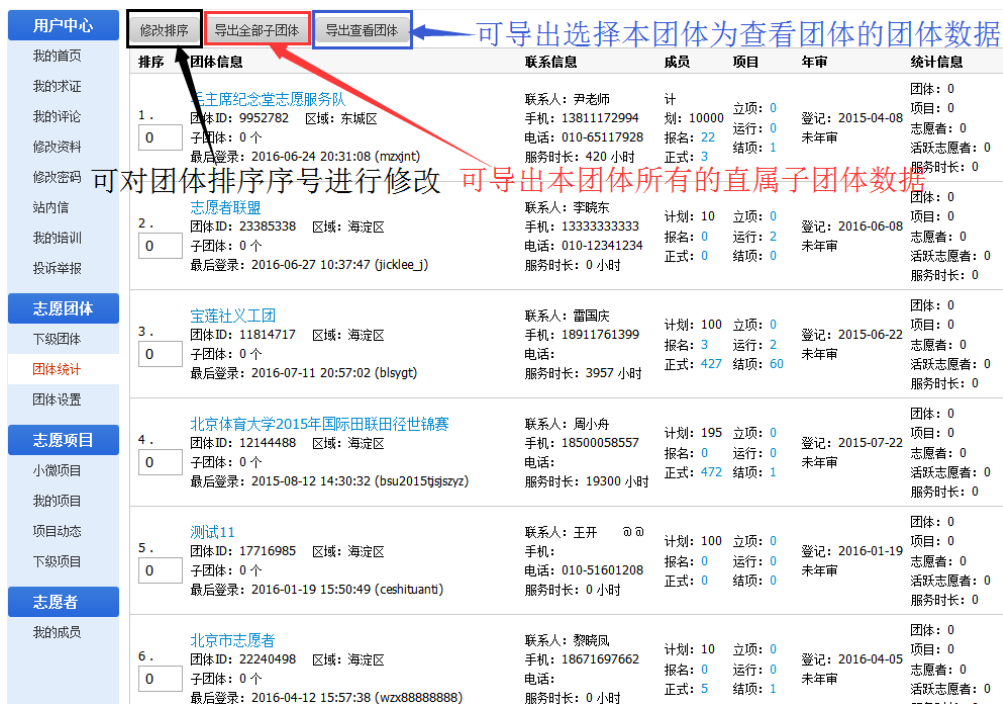 用户中心
我的首页
我的求证
我的评论
修改资料
修改密码
站内信
我的培训
投诉举报
志愿团体
下级团体
团体统计
团体设置
志愿项目
小微项目
我的项目
项目动态
下级项目
志愿者
我的成员
修改排序 导出全部子团体 导出查看团体 可导出选择本团体为查看团体的团体数据
排序 团体信息 联系信息 成员 项目 年审 统计信息
1.
0
毛主席纪念堂志愿服务队
团体ID: 9952782 区域: 东城区
子团体: 0 个
最后登录: 2016-06-24 20:31:08 (mzxjnt)
联系人: 尹老师
手机: 13811172994
电话: 010-65117928
服务时长: 420 小时
计
划: 10000
报名: 22
正式: 3
立项: 0
运行: 0
结项: 1
登记: 2015-04-08
未年审
团体: 0
项目: 0
志愿者: 0
活跃志愿者: 0
服务时长: 0
可对团体排序序号进行修改 可导出本团体所有的直属子团体数据
2.
0
志愿者联盟
团体ID: 23385338 区域: 海淀区
子团体: 0 个
最后登录: 2016-06-27 10:37:47 (jicklee_j)
联系人: 李晓东
手机: 13333333333
电话: 010-12341234
服务时长: 0 小时
计划: 10
报名: 0
正式: 0
立项: 0
运行: 2
结项: 0
登记: 2016-06-08
未年审
团体: 0
项目: 0
志愿者: 0
活跃志愿者: 0
服务时长: 0
3.
0
宝莲社义工团
团体ID: 11814717 区域: 海淀区
子团体: 0 个
最后登录: 2016-07-11 20:57:02 (blsygt)
联系人: 雷国庆
手机: 18911761399
电话:
服务时长: 3957 小时
计划: 100
报名: 3
正式: 427
立项: 0
运行: 2
结项: 60
登记: 2015-06-22
未年审
团体: 0
项目: 0
志愿者: 0
活跃志愿者: 0
服务时长: 0
4.
0
北京体育大学2015年国际田联田径世锦赛
团体ID: 12144488 区域: 海淀区
子团体: 0 个
最后登录: 2015-08-12 14:30:32 (bsu2015tjsjszyz)
联系人: 周小舟
手机: 18500058557
电话:
服务时长: 19300 小时
计划: 195
报名: 0
正式: 472
立项: 0
运行: 0
结项: 1
登记: 2015-07-22
未年审
团体: 0
项目: 0
志愿者: 0
活跃志愿者: 0
服务时长: 0
5.
0
测试11
团体ID: 17716985 区域: 海淀区
子团体: 0 个
最后登录: 2016-01-19 15:50:49 (ceshituanti)
联系人: 王开
手机:
电话: 010-51601208
服务时长: 0 小时
计划: 100
报名: 0
正式: 0
立项: 0
运行: 0
结项: 0
登记: 2016-01-19
未年审
团体: 0
项目: 0
志愿者: 0
活跃志愿者: 0
服务时长: 0
6.
0
北京市志愿者
团体ID: 22240498 区域: 海淀区
子团体: 0 个
最后登录: 2016-04-12 15:57:38 (wzx88888888)
联系人: 黎晓凤
手机: 18671697662
电话:
服务时长: 0 小时
计划: 10
报名: 0
正式: 5
立项: 0
运行: 0
结项: 1
登记: 2016-04-05
未年审
团体: 0
项目: 0
志愿者: 0
活跃志愿者: 0